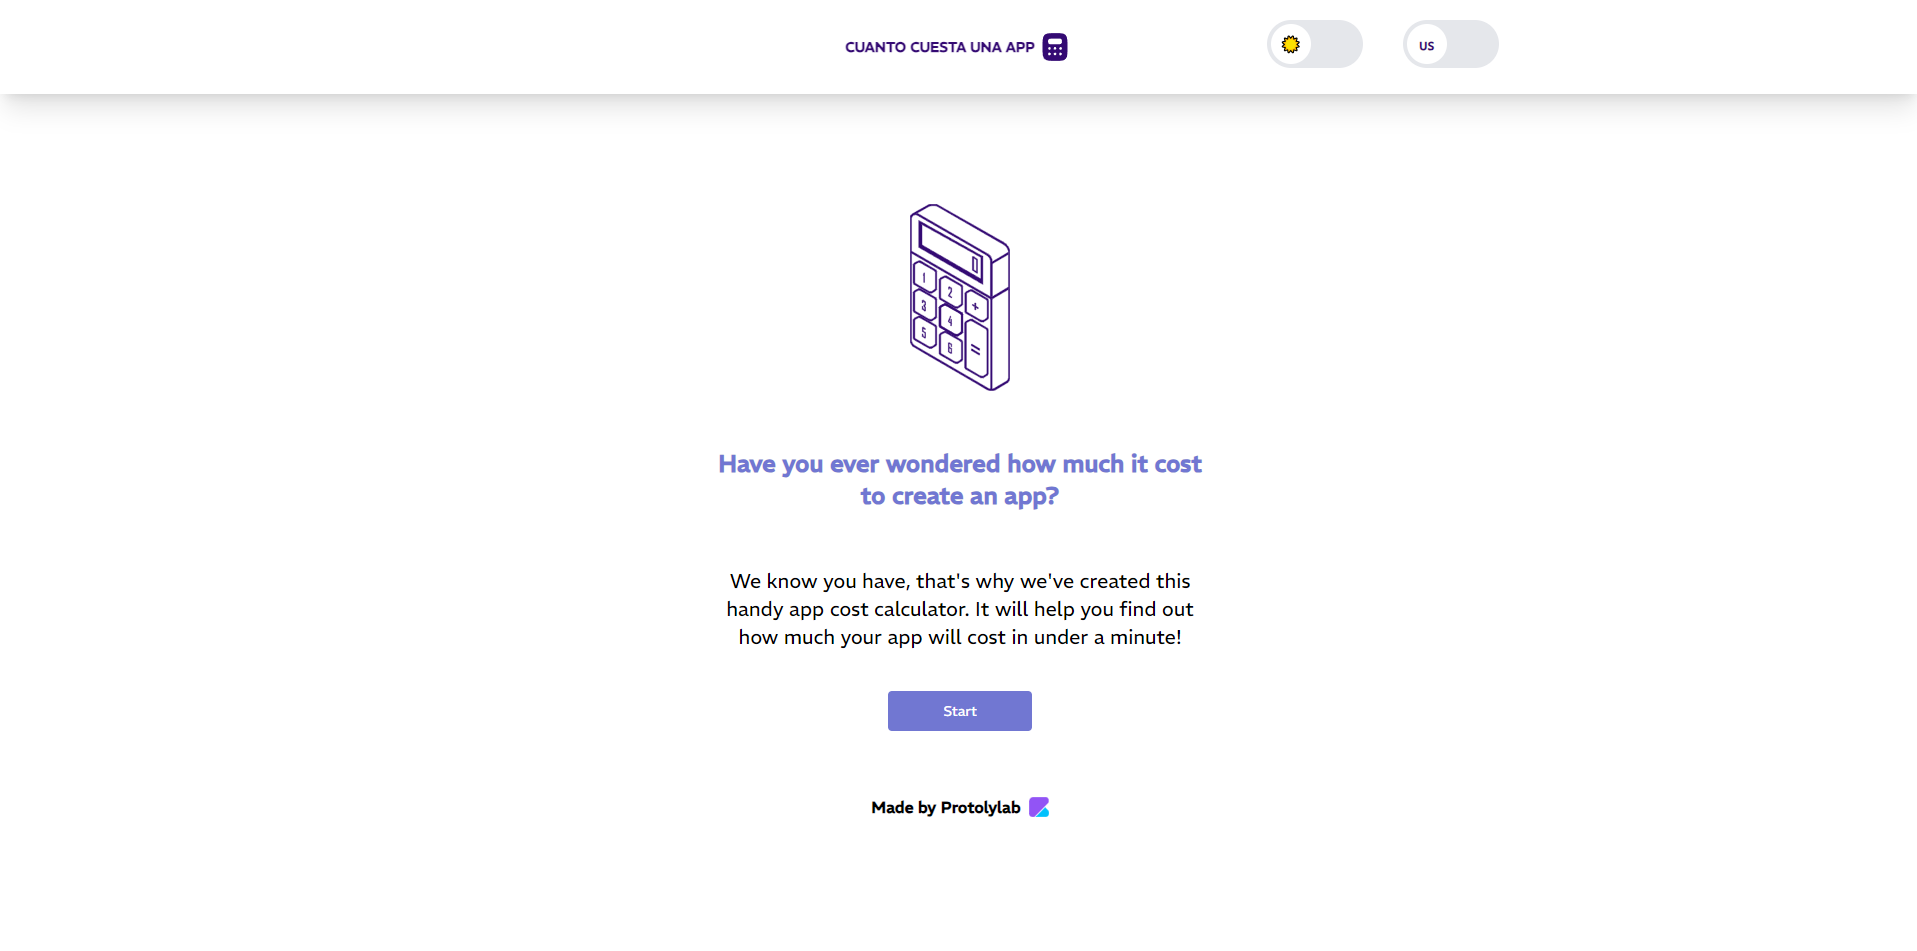 CUANTO CUESTA UNA APP
US
0
1
2
+
3
4
5
6
=
Have you ever wondered how much it cost
to create an app?
We know you have, that's why we've created this
handy app cost calculator. It will help you find out
how much your app will cost in under a minute!
Start
Made by Protolylab